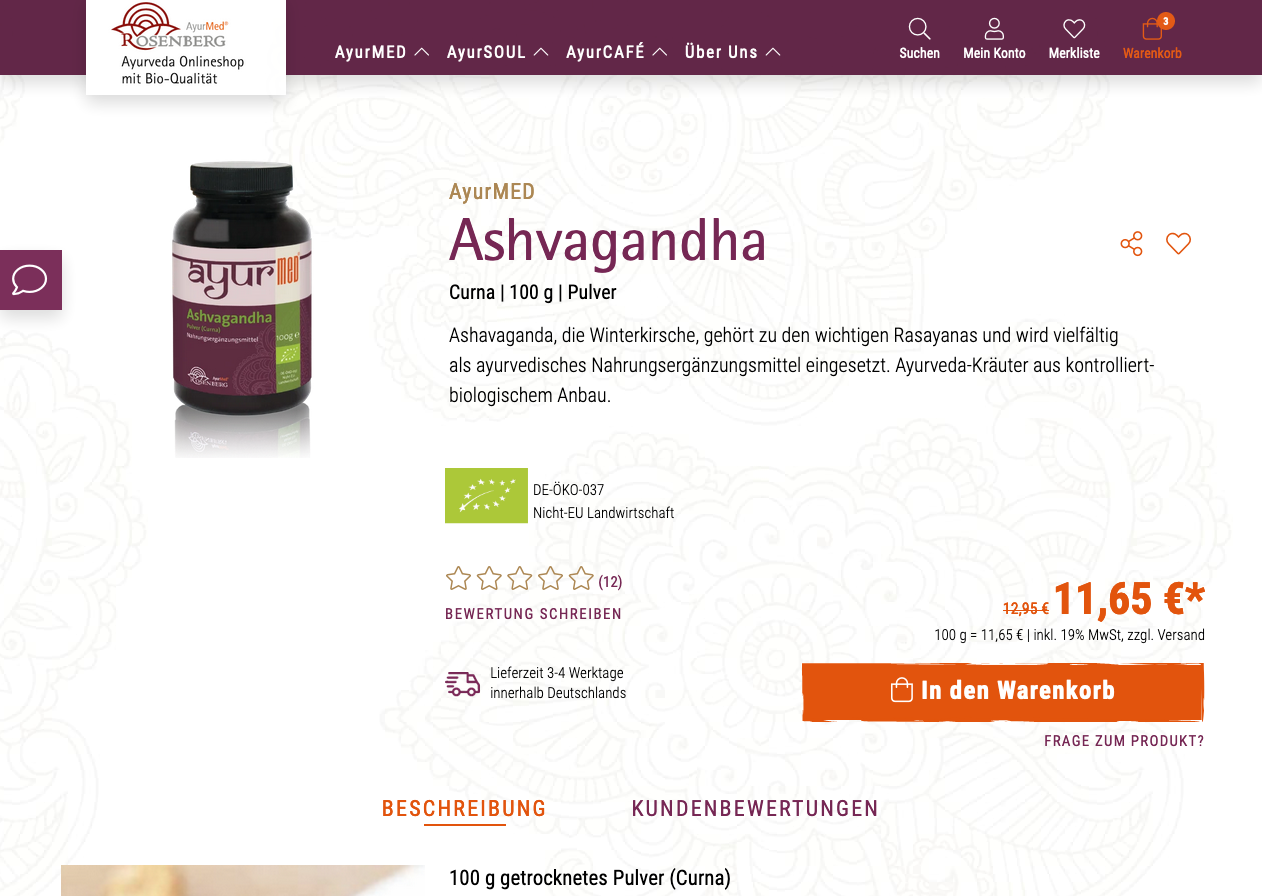 AyurMed®
ROSENBERG
Ayurveda Onlineshop
mit Bio-Qualität
AyurMED
AyurSOUL
AyurCAFÉ
Über Uns
Suchen
Mein Konto
Merkliste
3
Warenkorb
ayurmed
Ashvagandha
Pulver (Curna)
Nahrungsergänzungsmittel
100g e
ROSENBERG
AyurMED
Ashvagandha
Curna | 100 g | Pulver
Ashavaganda, die Winterkirsche, gehört zu den wichtigen Rasayanas und wird vielfältig
als ayurvedisches Nahrungsergänzungsmittel eingesetzt. Ayurveda-Kräuter aus kontrolliert-
biologischem Anbau.
DE-ÖKO-037
Nicht-EU Landwirtschaft
(12)
BEWERTUNG SCHREIBEN
12,95 € 11,65 €*
100 g = 11,65 € | inkl. 19% MwSt, zzgl. Versand
Lieferzeit 3-4 Werktage
innerhalb Deutschlands
In den Warenkorb
FRAGE ZUM PRODUKT?
BESCHREIBUNG
KUNDENBEWERTUNGEN
100 g getrocknetes Pulver (Curna)